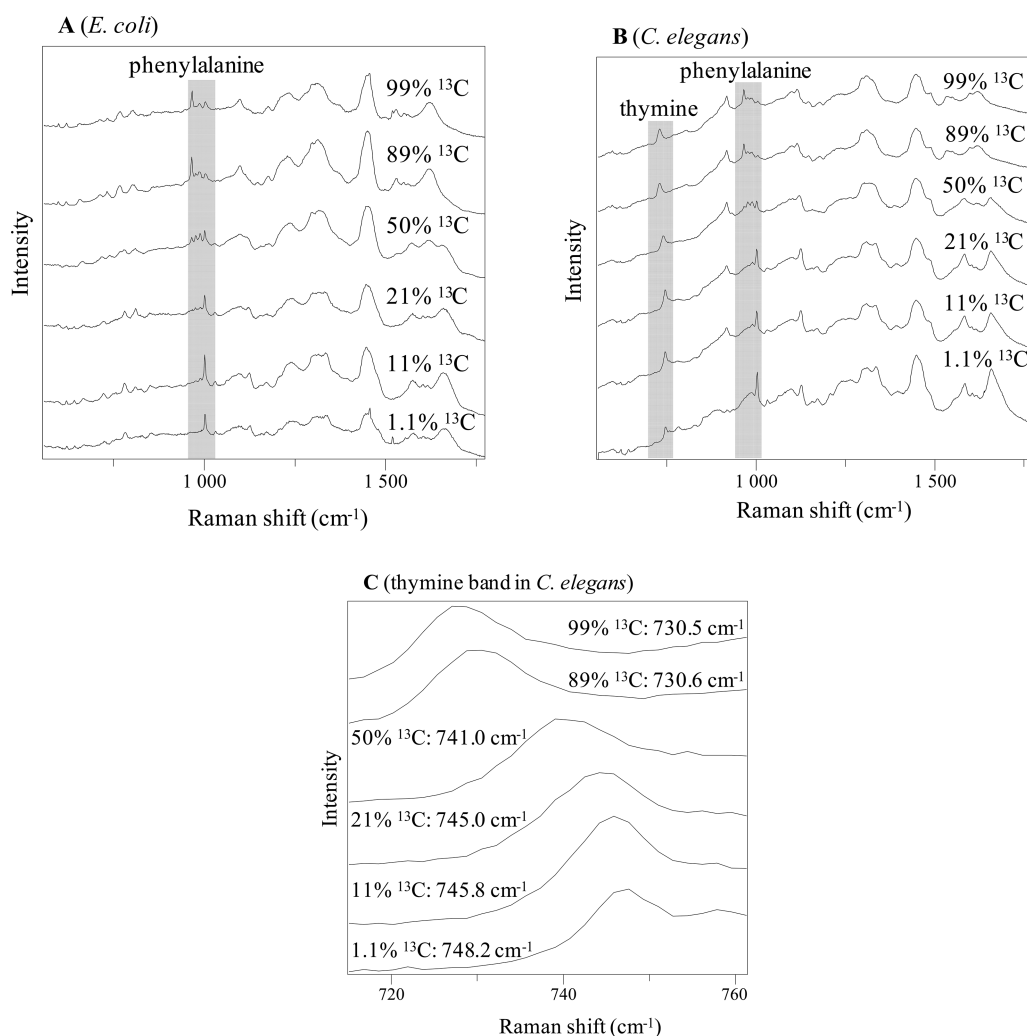 A (E. coli)
phenylalanine
99% ¹³C
89% ¹³C
50% ¹³C
21% ¹³C
11% ¹³C
1.1% ¹³C
Intensity
1 000
1 500
Raman shift (cm⁻¹)
B (C. elegans)
phenylalanine
thymine
99% ¹³C
89% ¹³C
50% ¹³C
21% ¹³C
11% ¹³C
1.1% ¹³C
Intensity
1 000
1 500
Raman shift (cm⁻¹)
C (thymine band in C. elegans)
99% ¹³C: 730.5 cm⁻¹
89% ¹³C: 730.6 cm⁻¹
50% ¹³C: 741.0 cm⁻¹
21% ¹³C: 745.0 cm⁻¹
11% ¹³C: 745.8 cm⁻¹
1.1% ¹³C: 748.2 cm⁻¹
Intensity
720
740
760
Raman shift (cm⁻¹)